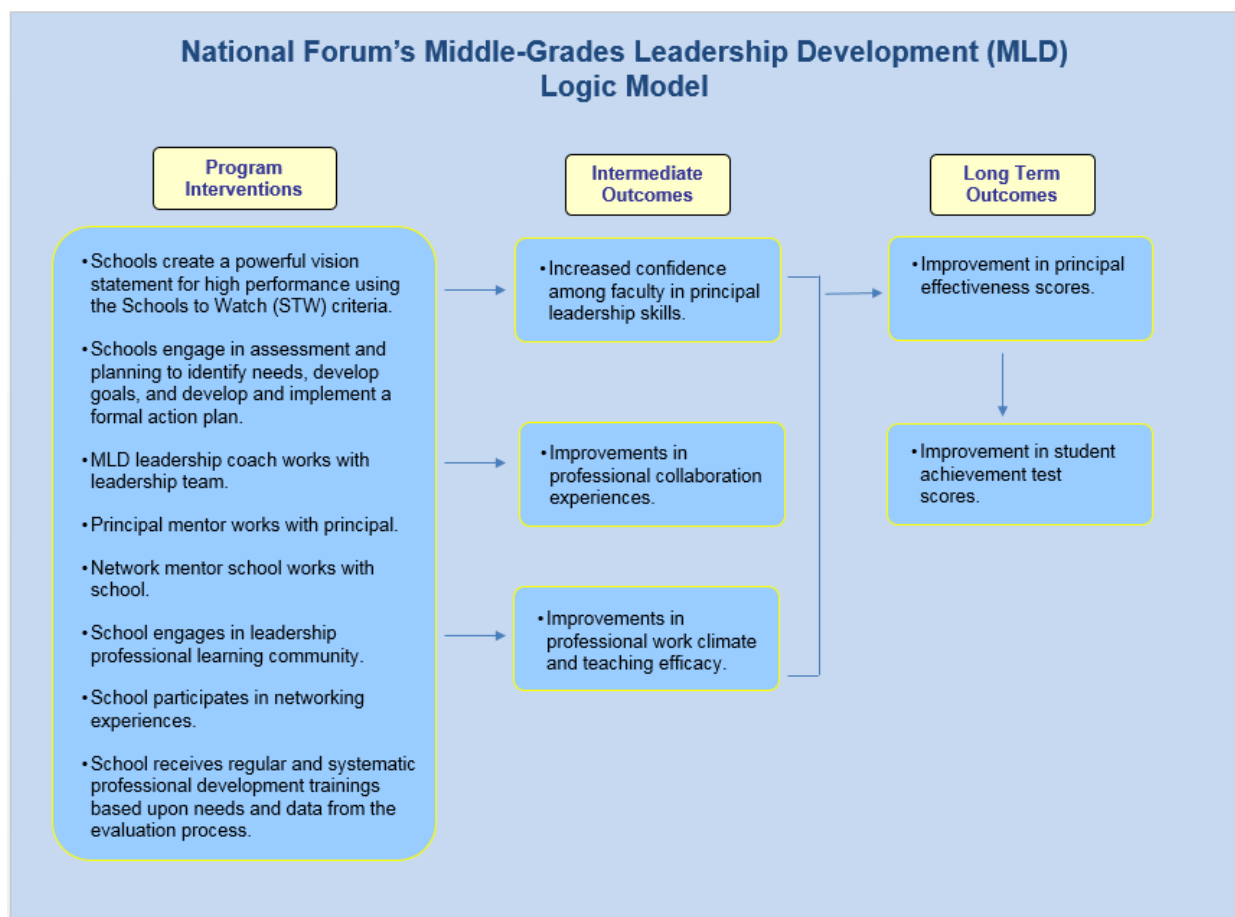 National Forum's Middle-Grades Leadership Development (MLD)
Logic Model
Program
Interventions
• Schools create a powerful vision
statement for high performance using
the Schools to Watch (STW) criteria.
• Schools engage in assessment and
planning to identify needs, develop
goals, and develop and implement a
formal action plan.
• MLD leadership coach works with
leadership team.
• Principal mentor works with principal.
• Network mentor school works with
school.
• School engages in leadership
professional learning community.
• School participates in networking
experiences.
• School receives regular and systematic
professional development trainings
based upon needs and data from the
evaluation process.
Intermediate
Outcomes
• Increased confidence
among faculty in principal
leadership skills.
• Improvements in
professional collaboration
experiences.
• Improvements in
professional work climate
and teaching efficacy.
Long Term
Outcomes
• Improvement in principal
effectiveness scores.
• Improvement in student
achievement test
scores.